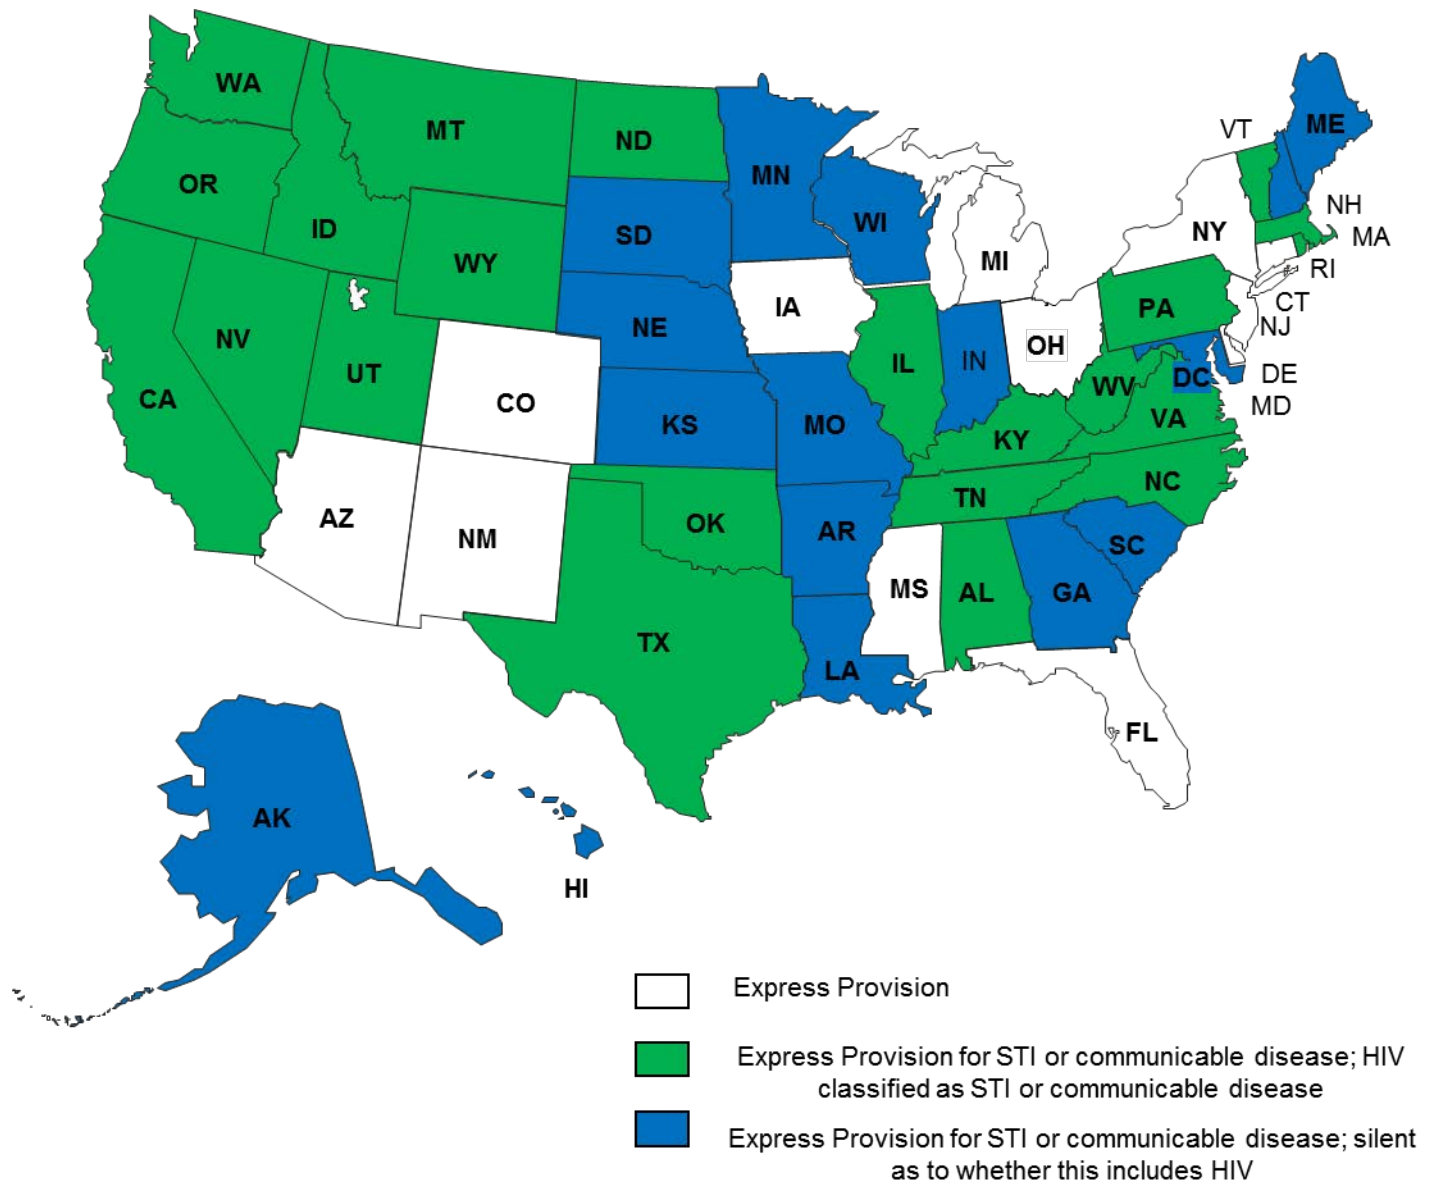 WA
MT
ND
MN
VT
ME
OR
ID
SD
WI
NH
MA
NY
WY
MI
RI
IA
NE
CT
NV
PA
NJ
OH
IL
IN
UT
CA
CO
WV
DC
DE
MD
KS
MO
KY
VA
NC
TN
AZ
NM
OK
AR
SC
MS
AL
GA
TX
LA
FL
AK
HI
Express Provision
Express Provision for STI or communicable disease; HIV
classified as STI or communicable disease
Express Provision for STI or communicable disease; silent
as to whether this includes HIV